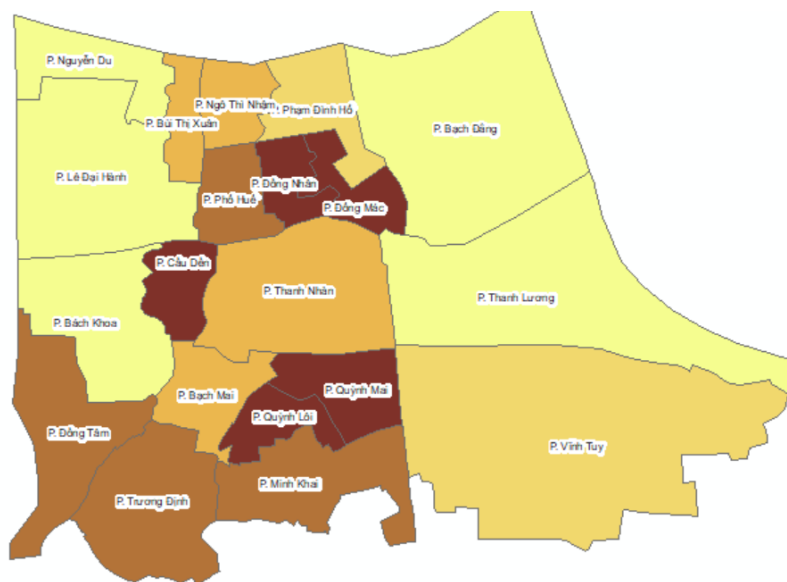 P. Nguyễn Du
P. Ngô Thì Nhậm
P. Phạm Đình Hổ
P. Bùi Thị Xuân
P. Bạch Đằng
P. Lê Đại Hành
P. Đồng Nhân
P. Phố Huế
P. Đồng Mác
P. Cầu Dền
P. Thanh Nhàn
P. Thanh Lương
P. Bách Khoa
P. Quỳnh Mai
P. Bạch Mai
P. Quỳnh Lôi
P. Đồng Tâm
P. Vĩnh Tuy
P. Minh Khai
P. Trương Định